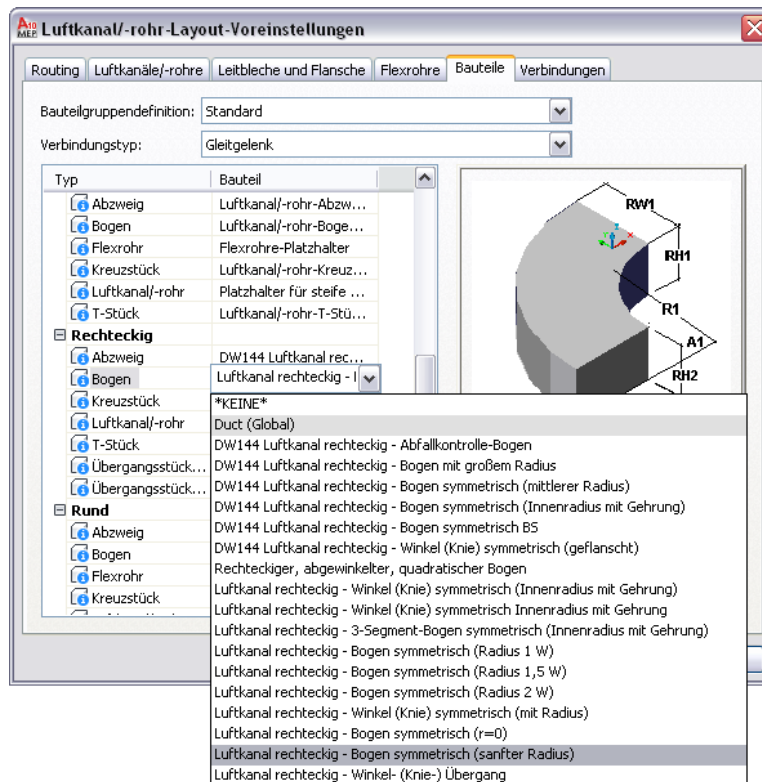 A10 MEP Luftkanal/-rohr-Layout-Voreinstellungen
Routing Luftkanäle/-rohre Leitbleche und Flansche Flexrohre Bauteile Verbindungen
Bauteilgruppendefinition: Standard
Verbindungstyp: Gleitgelenk
Typ Bauteil
Abzweig Luftkanal/-rohr-Abzw...
Bogen Luftkanal/-rohr-Boge...
Flexrohr Flexrohre-Platzhalter
Kreuzstück Luftkanal/-rohr-Kreuz...
Luftkanal/-rohr Platzhalter für steife ...
T-Stück Luftkanal/-rohr-T-Stü...
Rechteckig
Abzweig DW144 Luftkanal rec...
Bogen Luftkanal rechteckig -
Kreuzstück
Luftkanal/-rohr
T-Stück
Übergangsstück...
Übergangsstück...
Rund
Abzweig
Bogen
Flexrohr
Kreuzstück
*KEINE*
Duct (Global)
DW144 Luftkanal rechteckig - Abfallkontrolle-Bogen
DW144 Luftkanal rechteckig - Bogen mit großem Radius
DW144 Luftkanal rechteckig - Bogen symmetrisch (mittlerer Radius)
DW144 Luftkanal rechteckig - Bogen symmetrisch (Innenradius mit Gehrung)
DW144 Luftkanal rechteckig - Bogen symmetrisch BS
DW144 Luftkanal rechteckig - Winkel (Knie) symmetrisch (geflanscht)
Rechteckiger, abgewinkelter, quadratischer Bogen
Luftkanal rechteckig - Winkel (Knie) symmetrisch (Innenradius mit Gehrung)
Luftkanal rechteckig - Winkel (Knie) symmetrisch Innenradius mit Gehrung
Luftkanal rechteckig - 3-Segment-Bogen symmetrisch (Innenradius mit Gehrung)
Luftkanal rechteckig - Bogen symmetrisch (Radius 1 W)
Luftkanal rechteckig - Bogen symmetrisch (Radius 1,5 W)
Luftkanal rechteckig - Bogen symmetrisch (Radius 2 W)
Luftkanal rechteckig - Winkel (Knie) symmetrisch (mit Radius)
Luftkanal rechteckig - Bogen symmetrisch (r=0)
Luftkanal rechteckig - Bogen symmetrisch (sanfter Radius)
Luftkanal rechteckig - Winkel- (Knie-) Übergang
RW1
RH1
R1
A1
RH2